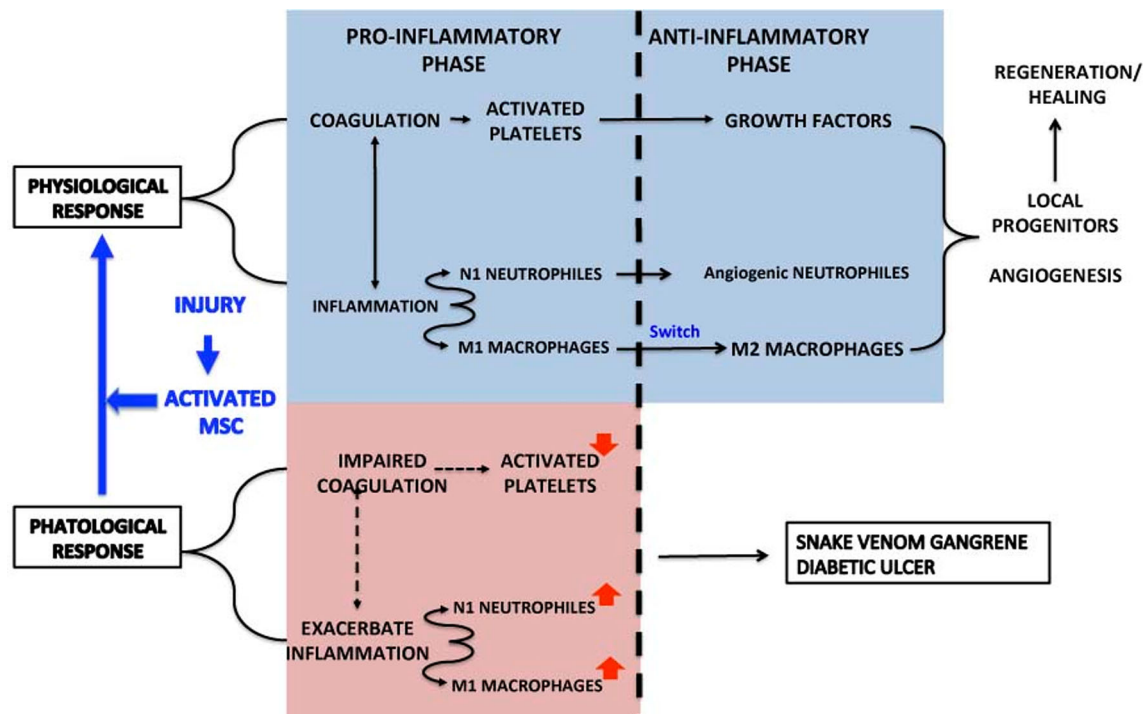 PRO-INFLAMMATORY
PHASE
ANTI-INFLAMMATORY
PHASE
REGENERATION/
HEALING
COAGULATION
ACTIVATED
PLATELETS
GROWTH FACTORS
PHYSIOLOGICAL
RESPONSE
LOCAL
PROGENITORS
ANGIOGENESIS
N1 NEUTROPHILES
Angiogenic NEUTROPHILES
INFLAMMATION
INJURY
Switch
M1 MACROPHAGES
M2 MACROPHAGES
ACTIVATED
MSC
IMPAIRED
COAGULATION
ACTIVATED
PLATELETS
PHATOLOGICAL
RESPONSE
SNAKE VENOM GANGRENE
DIABETIC ULCER
N1 NEUTROPHILES
EXACERBATE
INFLAMMATION
M1 MACROPHAGES